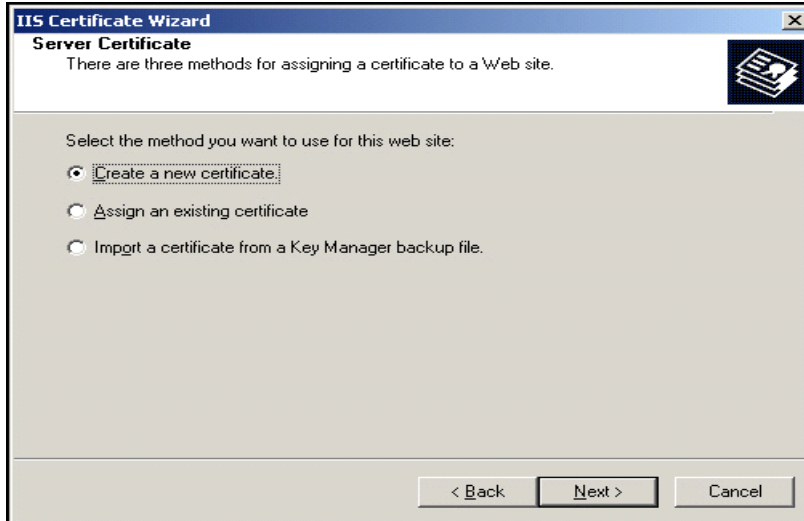 IIS Certificate Wizard
Server Certificate
There are three methods for assigning a certificate to a Web site.
Select the method you want to use for this web site:
Create a new certificate.
Assign an existing certificate
Import a certificate from a Key Manager backup file.
< Back
Next >
Cancel